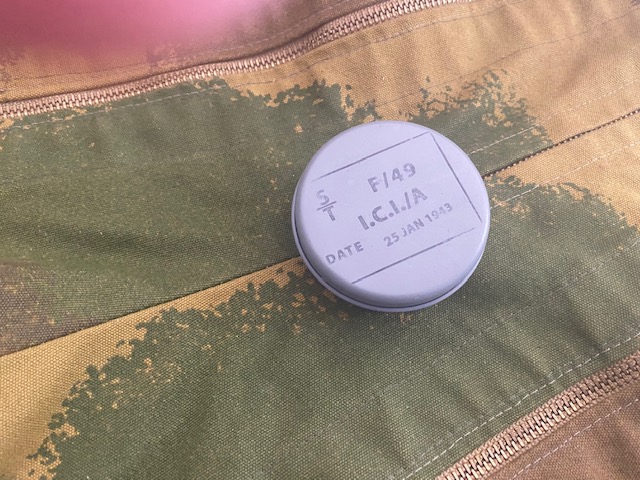 S/T F/49
I.C.I./A
DATE 25 JAN 1943